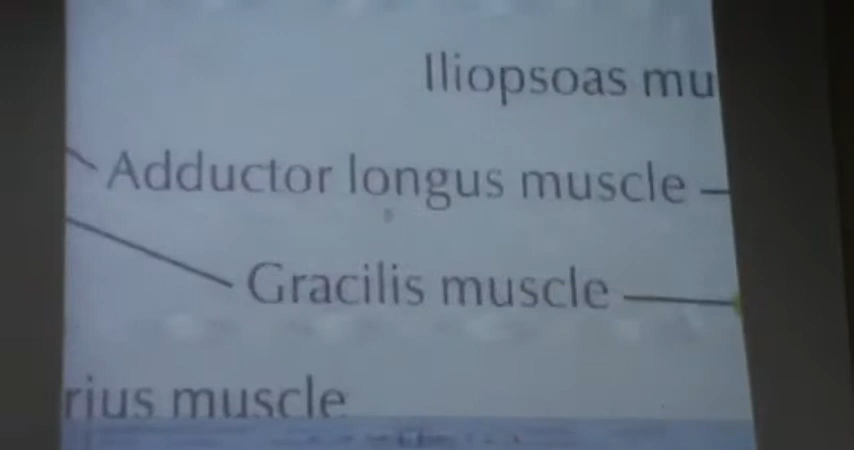 Iliopsoas mu
Adductor longus muscle
Gracilis muscle
rius muscle